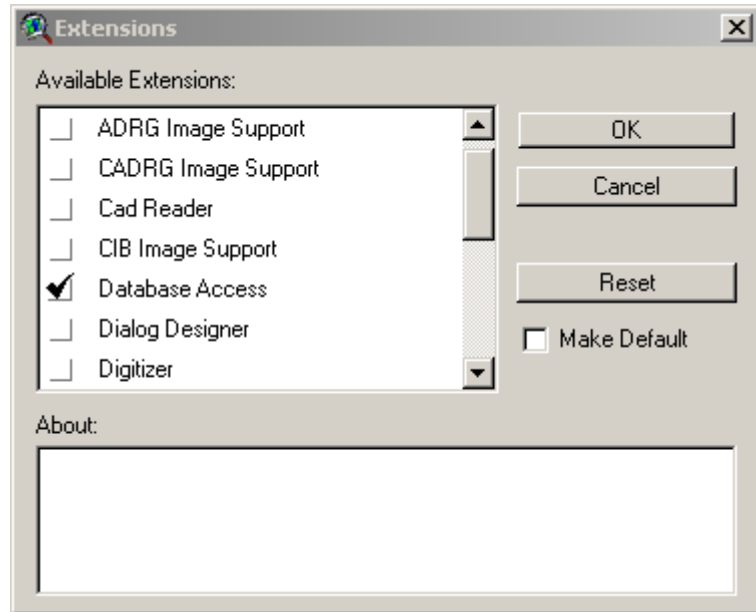 Extensions
Available Extensions:
ADRG Image Support
CADRG Image Support
Cad Reader
CIB Image Support
Database Access
Dialog Designer
Digitizer
OK
Cancel
Reset
Make Default
About: